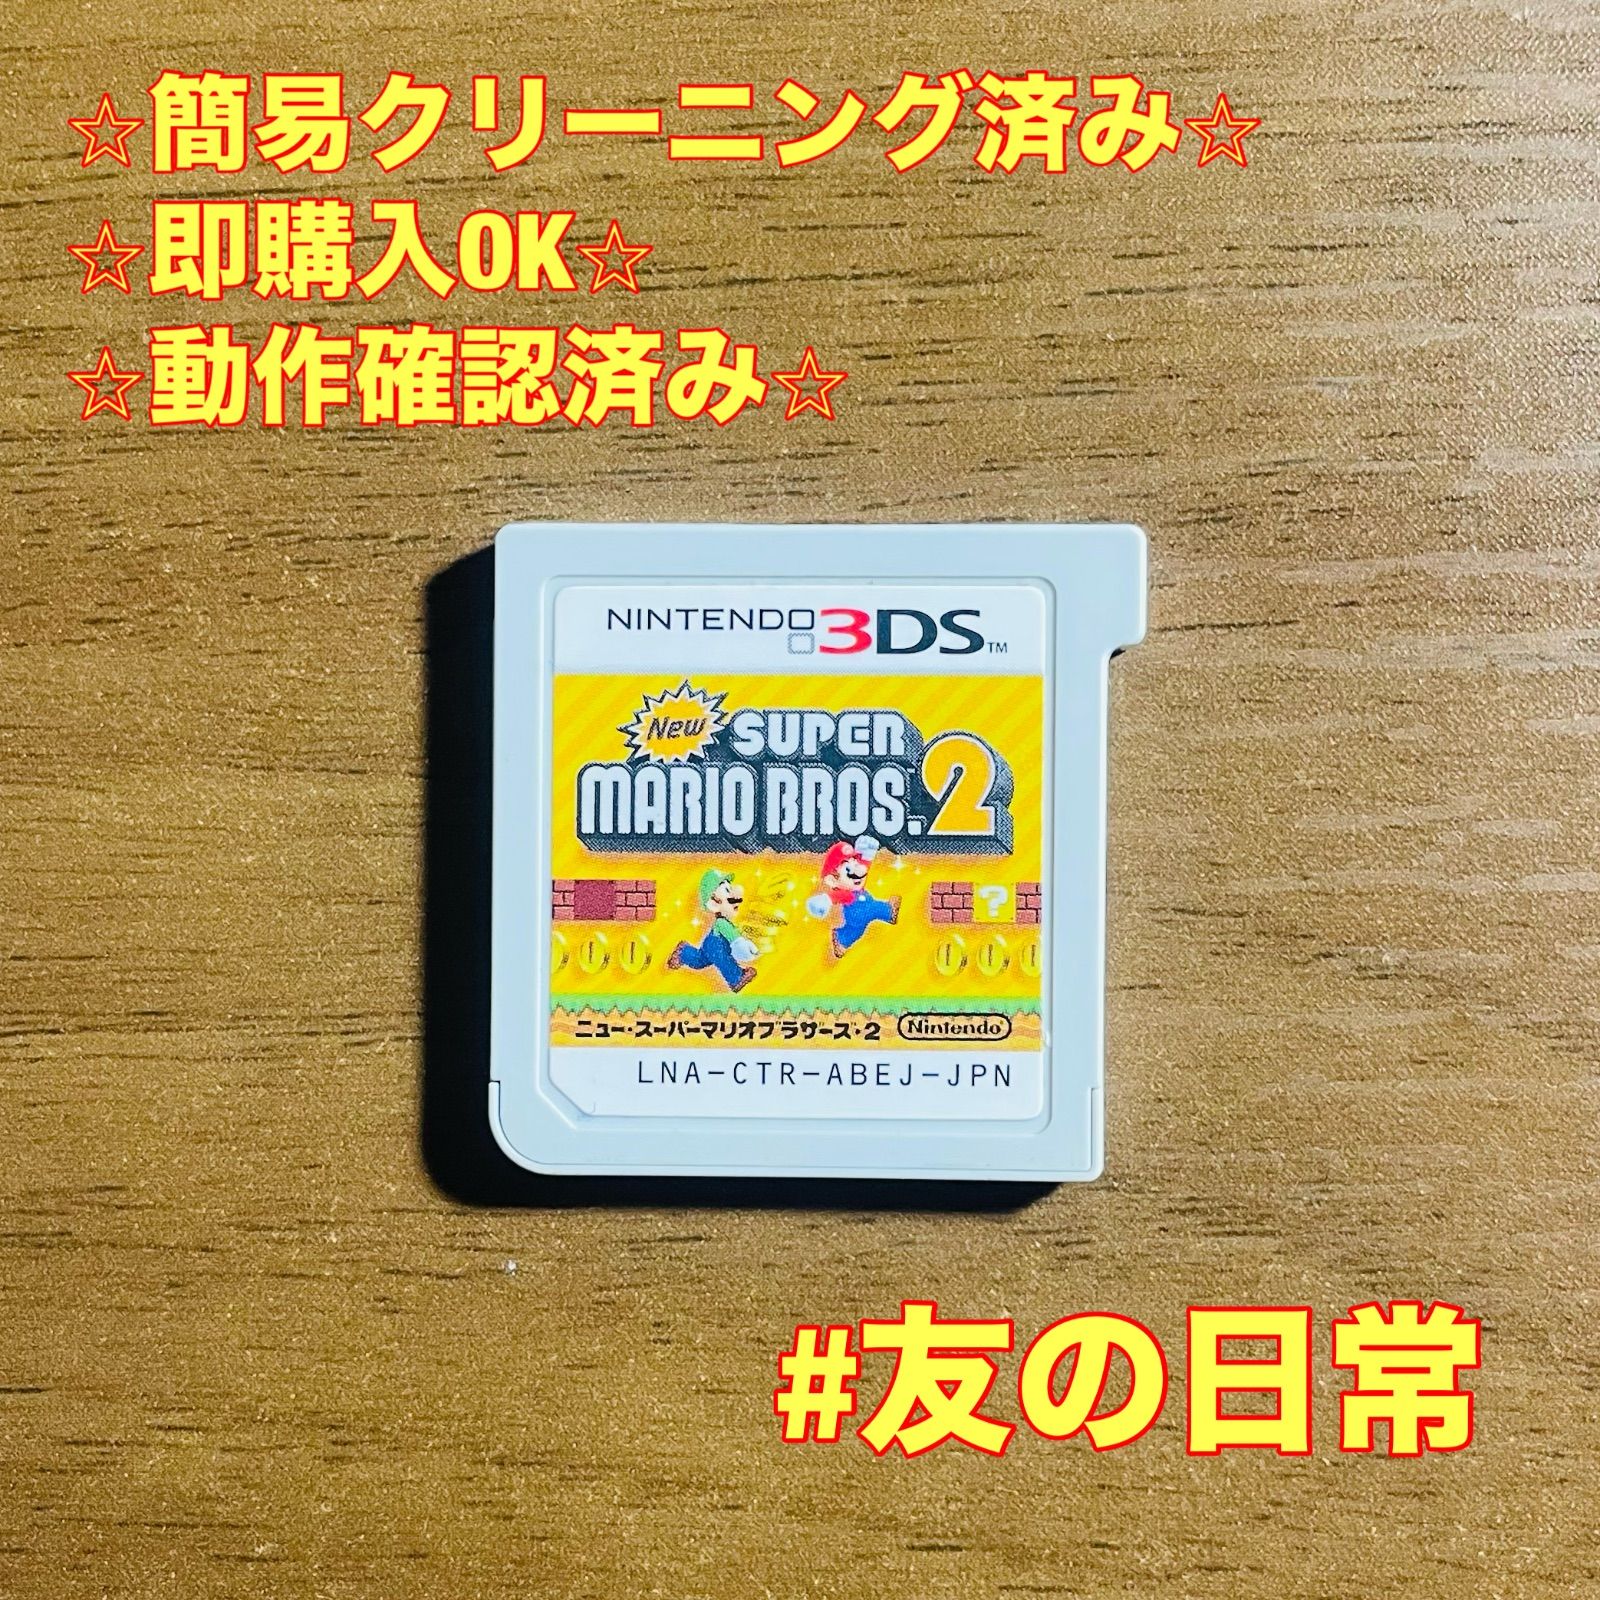 ☆簡易クリーニング済み☆
☆即購入OK☆
☆動作確認済み☆
NINTENDO 3DS™
New SUPER
MARIO BROS.™ 2
?
ニュー・スーパーマリオブラザーズ・2 Nintendo®
LNA-CTR-ABEJ-JPN
#友の日常